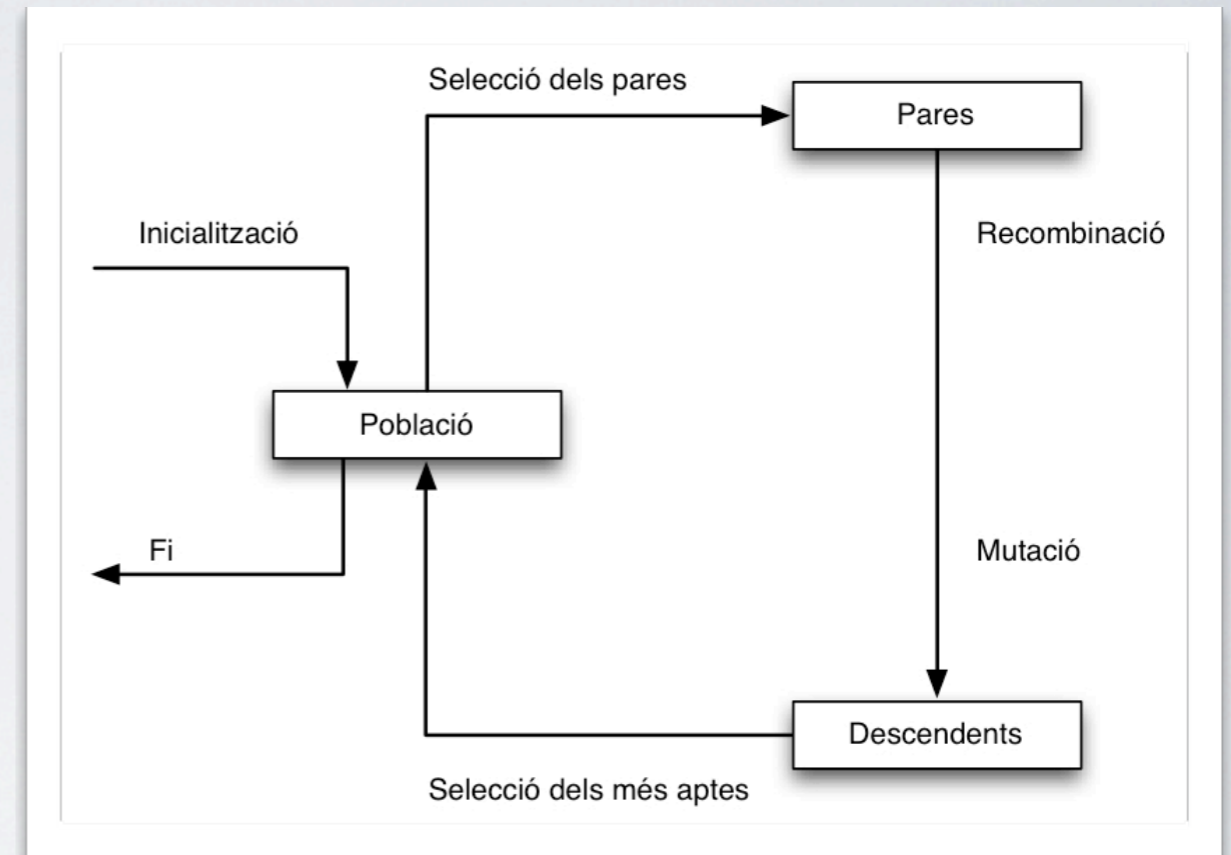 Selecció dels pares
Pares
Inicialització
Recombinació
Població
Fi
Mutació
Descendents
Selecció dels més aptes